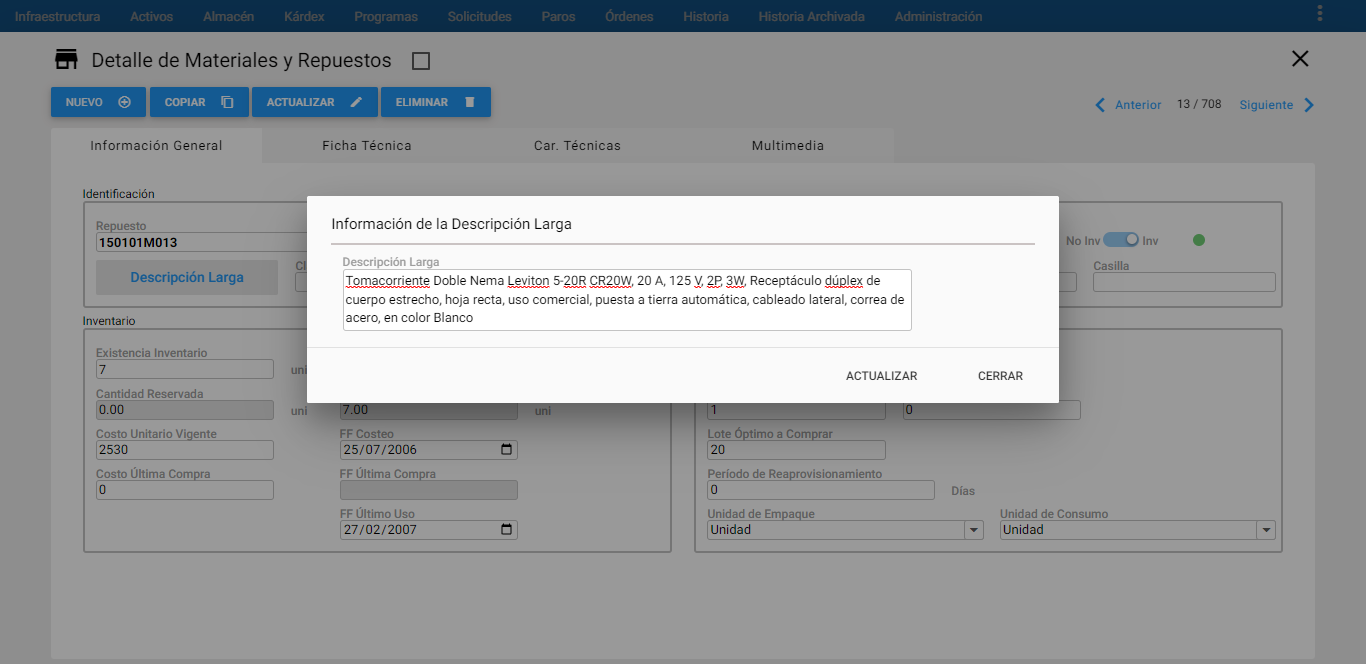 Infraestructura Activos Almacén Kárdex Programas Solicitudes Paros Órdenes Historia Historia Archivada Administración
Detalle de Materiales y Repuestos
NUEVO COPIAR ACTUALIZAR ELIMINAR
Anterior 13 / 708 Siguiente
Información General Ficha Técnica Car. Técnicas Multimedia
Identificación
Repuesto
150101M013
No Inv Inv
Descripción Larga
Casilla
Información de la Descripción Larga
Descripción Larga
Tomacorriente Doble Nema Leviton 5-20R CR20W, 20 A, 125 V, 2P, 3W, Receptáculo dúplex de
cuerpo estrecho, hoja recta, uso comercial, puesta a tierra automática, cableado lateral, correa de
acero, en color Blanco
ACTUALIZAR CERRAR
Inventario
Existencia Inventario
7 uni
Cantidad Reservada
0.00 uni 7.00 uni 1 0
Costo Unitario Vigente FF Costeo Lote Óptimo a Comprar
2530 25/07/2006 20
Costo Última Compra FF Última Compra Período de Reaprovisionamiento
0 0 Días
FF Último Uso Unidad de Empaque Unidad de Consumo
27/02/2007 Unidad Unidad